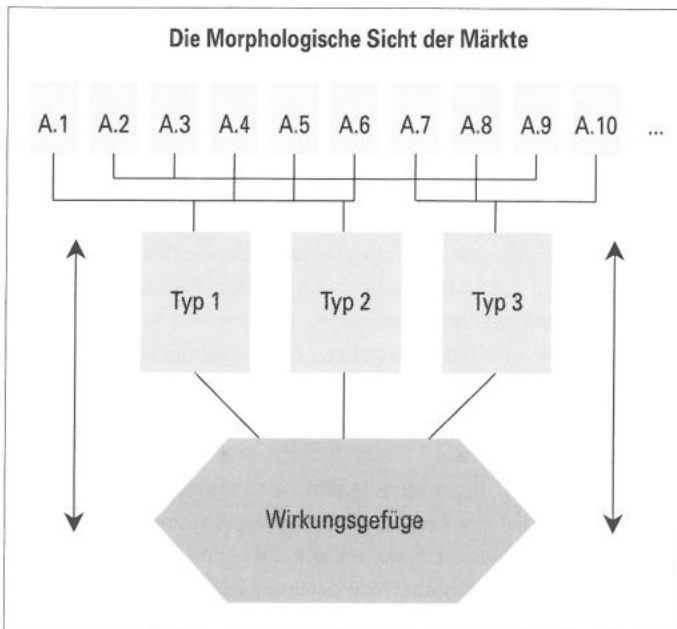 Die Morphologische Sicht der Märkte
A.1 A.2 A.3 A.4 A.5 A.6 A.7 A.8 A.9 A.10 ...
Typ 1 Typ 2 Typ 3
Wirkungsgefüge